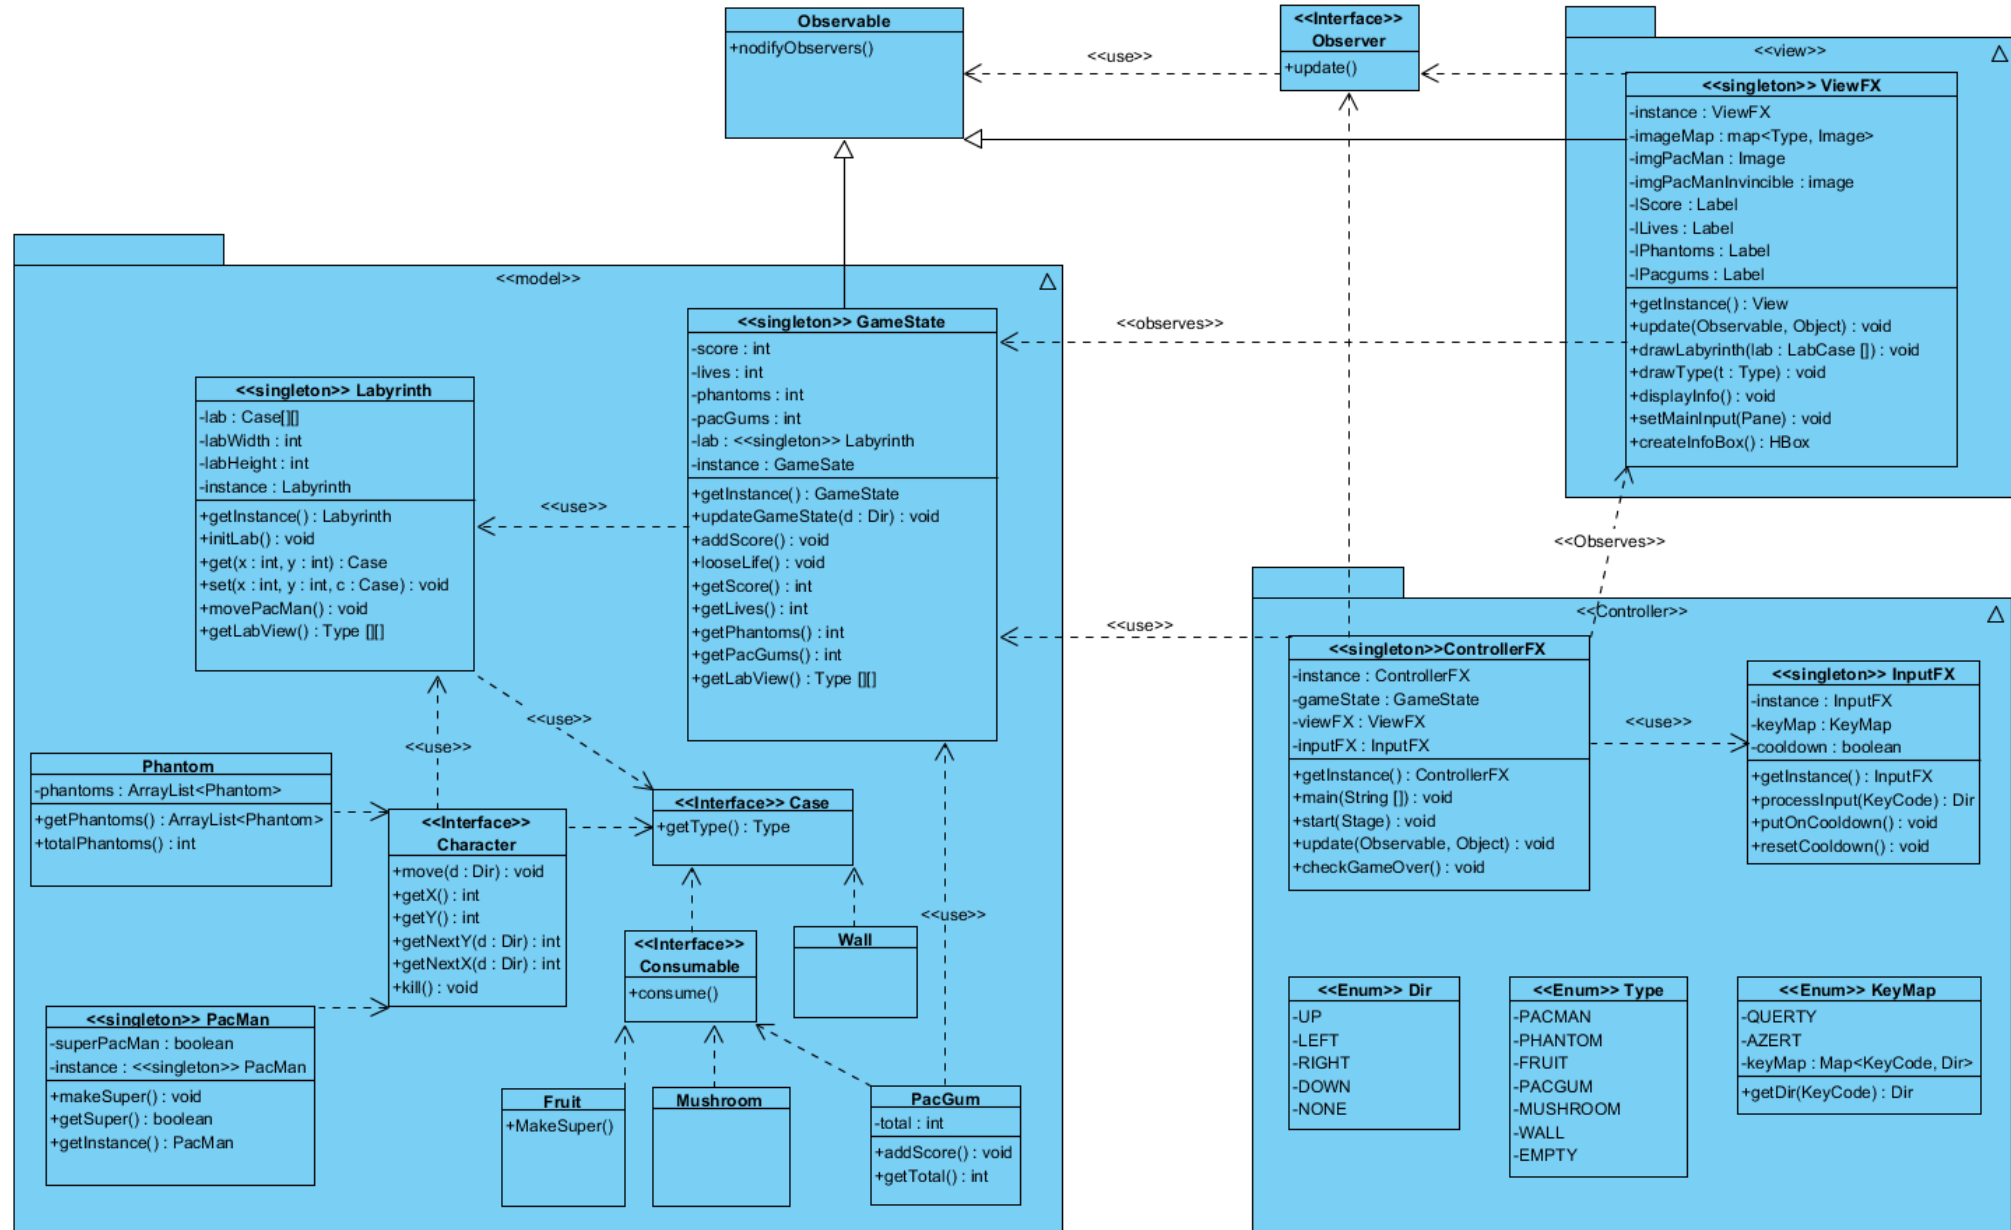 Observable
+nodifyObservers()
<<use>>
<<Interface>>
Observer
+update()
<<view>>
<<singleton>> ViewFX
-instance : ViewFX
-imageMap : map<Type, Image>
-imgPacMan : Image
-imgPacManInvincible : image
-lScore : Label
-lLives : Label
-lPhantoms : Label
-lPacgums : Label
+getInstance() : View
+update(Observable, Object) : void
+drawLabyrinth(lab : LabCase []) : void
+drawType(t : Type) : void
+displayInfo() : void
+setMainInput(Pane) : void
+createInfoBox() : HBox
<<model>>
<<observes>>
<<singleton>> GameState
-score : int
-lives : int
-phantoms : int
-pacGums : int
-lab : <<singleton>> Labyrinth
-instance : GameSate
+getInstance() : GameState
+updateGameState(d : Dir) : void
+addScore() : void
+looseLife() : void
+getScore() : int
+getLives() : int
+getPhantoms() : int
+getPacGums() : int
+getLabView() : Type [][]
<<singleton>> Labyrinth
-lab : Case[][]
-labWidth : int
-labHeight : int
-instance : Labyrinth
+getInstance() : Labyrinth
+initLab() : void
+get(x : int, y : int) : Case
+set(x : int, y : int, c : Case) : void
+movePacMan() : void
+getLabView() : Type [][]
<<use>>
<<use>>
<<use>>
<<use>>
<<Observes>>
<<Controller>>
<<singleton>>ControllerFX
-instance : ControllerFX
-gameState : GameState
-viewFX : ViewFX
-inputFX : InputFX
+getInstance() : ControllerFX
+main(String []) : void
+start(Stage) : void
+update(Observable, Object) : void
+checkGameOver() : void
<<use>>
<<singleton>> InputFX
-instance : InputFX
-keyMap : KeyMap
-cooldown : boolean
+getInstance() : InputFX
+processInput(KeyCode) : Dir
+putOnCooldown() : void
+resetCooldown() : void
Phantom
-phantoms : ArrayList<Phantom>
+getPhantoms() : ArrayList<Phantom>
+totalPhantoms() : int
<<Interface>>
Character
+move(d : Dir) : void
+getX() : int
+getY() : int
+getNextY(d : Dir) : int
+getNextX(d : Dir) : int
+kill() : void
<<Interface>> Case
+getType() : Type
<<use>>
<<Interface>>
Consumable
+consume()
Wall
<<singleton>> PacMan
-superPacMan : boolean
-instance : <<singleton>> PacMan
+makeSuper() : void
+getSuper() : boolean
+getInstance() : PacMan
Fruit
+MakeSuper()
Mushroom
PacGum
-total : int
+addScore() : void
+getTotal() : int
<<Enum>> Dir
-UP
-LEFT
-RIGHT
-DOWN
-NONE
<<Enum>> Type
-PACMAN
-PHANTOM
-FRUIT
-PACGUM
-MUSHROOM
-WALL
-EMPTY
<<Enum>> KeyMap
-QUERTY
-AZERT
-keyMap : Map<KeyCode, Dir>
+getDir(KeyCode) : Dir